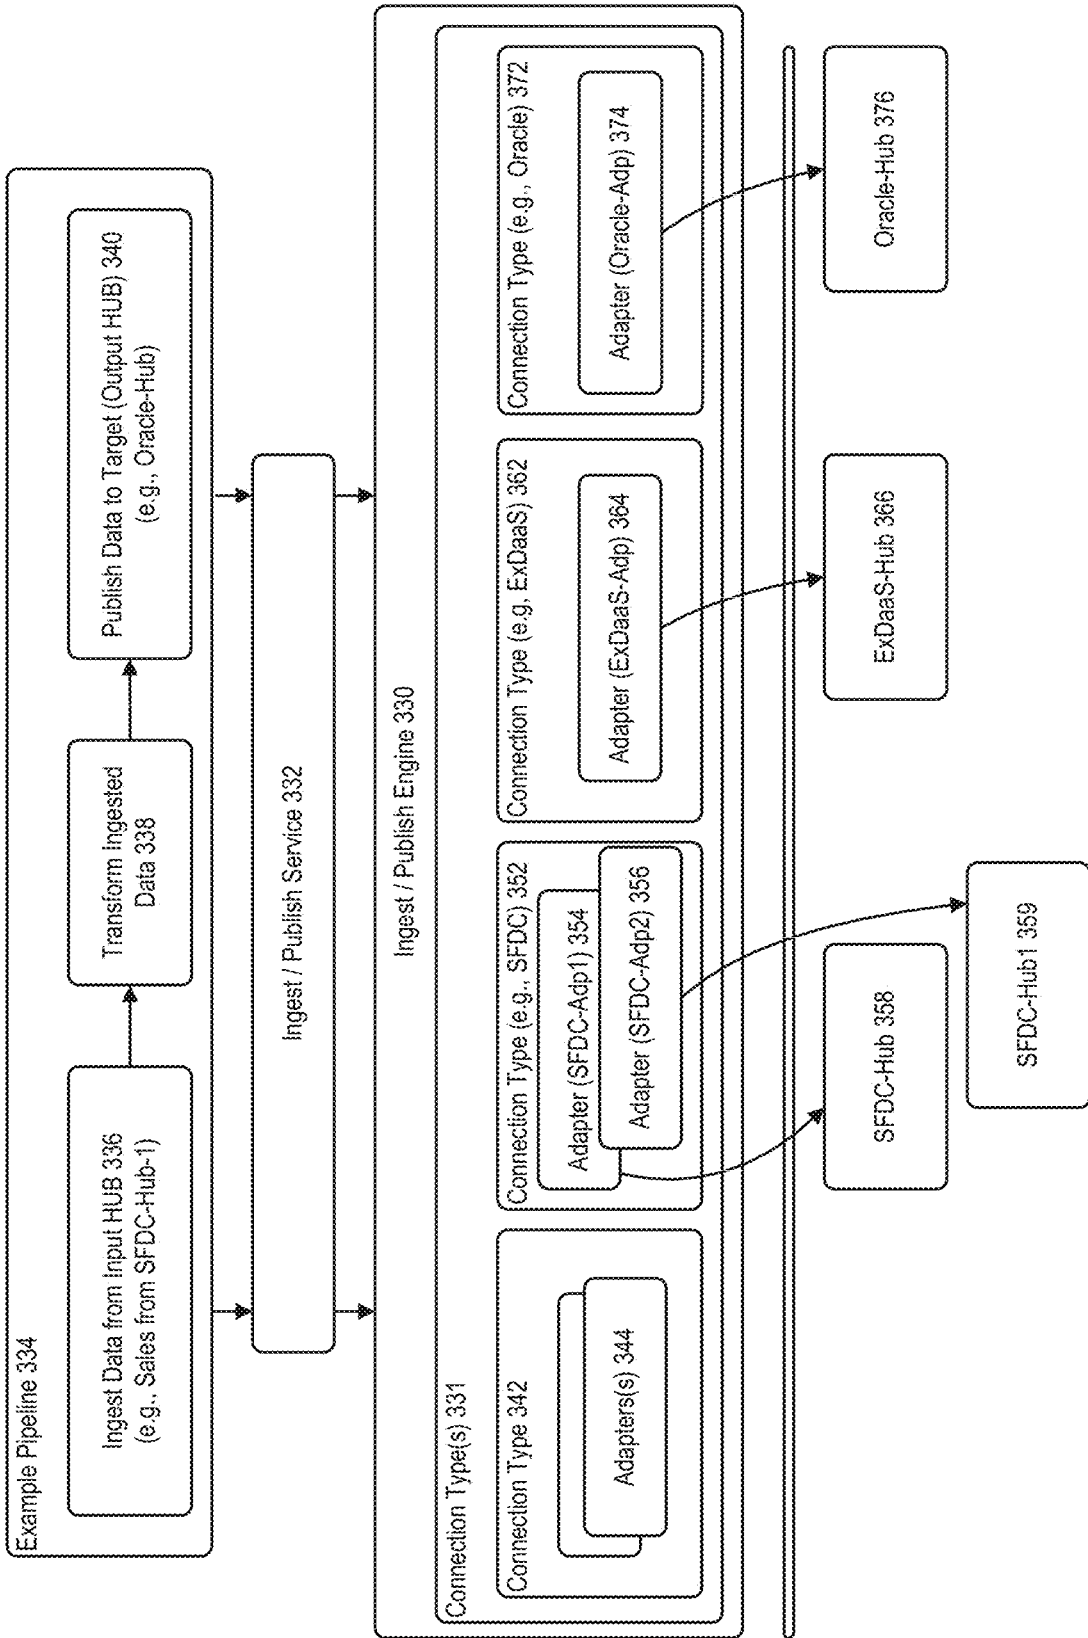 Example Pipeline 334
Ingest Data from Input HUB 336
(e.g., Sales from SFDC-Hub-1)
Transform Ingested
Data 338
Publish Data to Target (Output HUB) 340
(e.g., Oracle-Hub)
Ingest / Publish Service 332
Ingest / Publish Engine 330
Connection Type(s) 331
Connection Type 342
Adapters(s) 344
Connection Type (e.g., SFDC) 352
Adapter (SFDC-Adp1) 354
Adapter (SFDC-Adp2) 356
Connection Type (e.g, ExDaaS) 362
Adapter (ExDaaS-Adp) 364
Connection Type (e.g., Oracle) 372
Adapter (Oracle-Adp) 374
SFDC-Hub 358
SFDC-Hub1 359
ExDaaS-Hub 366
Oracle-Hub 376